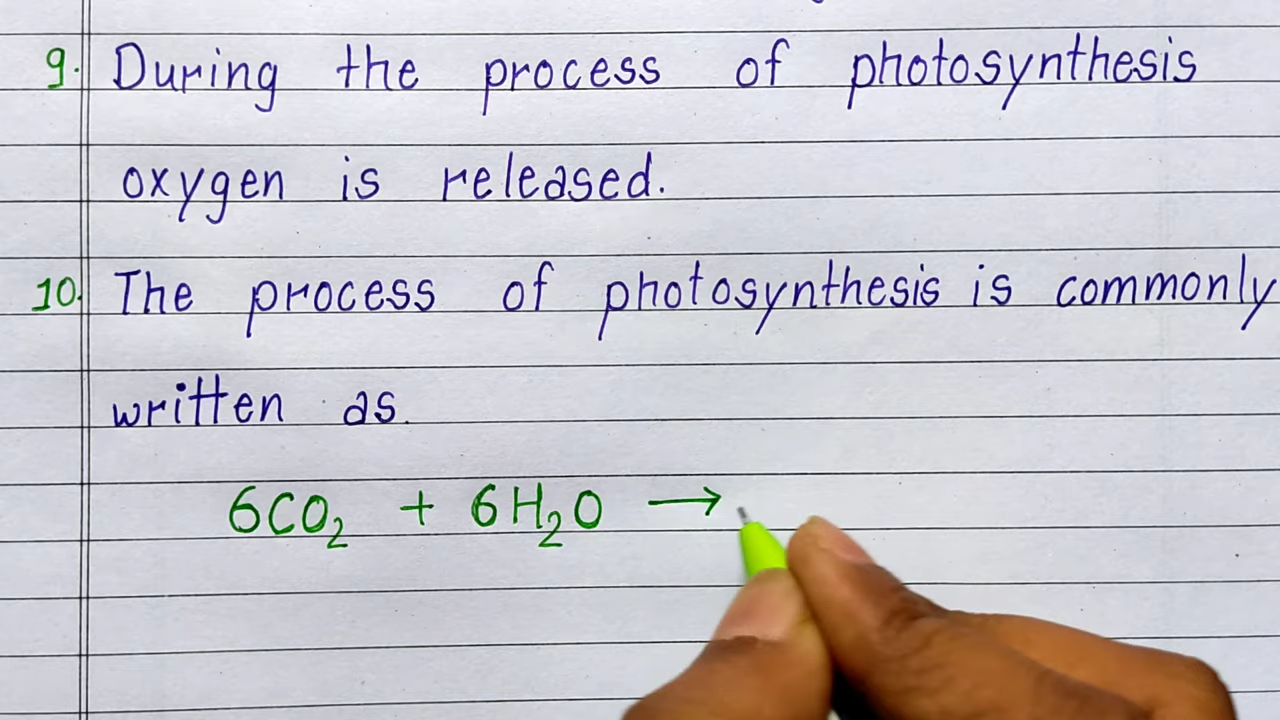 9. During the process of photosynthesis
oxygen is released.
10. The process of photosynthesis is commonly
written as.
6CO₂ + 6H₂O →